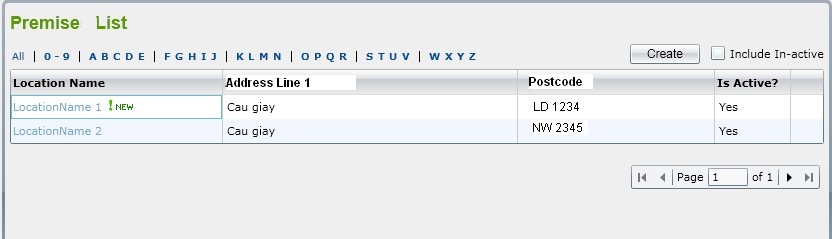 Premise List
All | 0 - 9 | A B C D E | F G H I J | K L M N | O P Q R | S T U V | W X Y Z Create Include In-active
Location Name Address Line 1 Postcode Is Active?
LocationName 1 ! NEW Cau giay LD 1234 Yes
LocationName 2 Cau giay NW 2345 Yes
Page 1 of 1